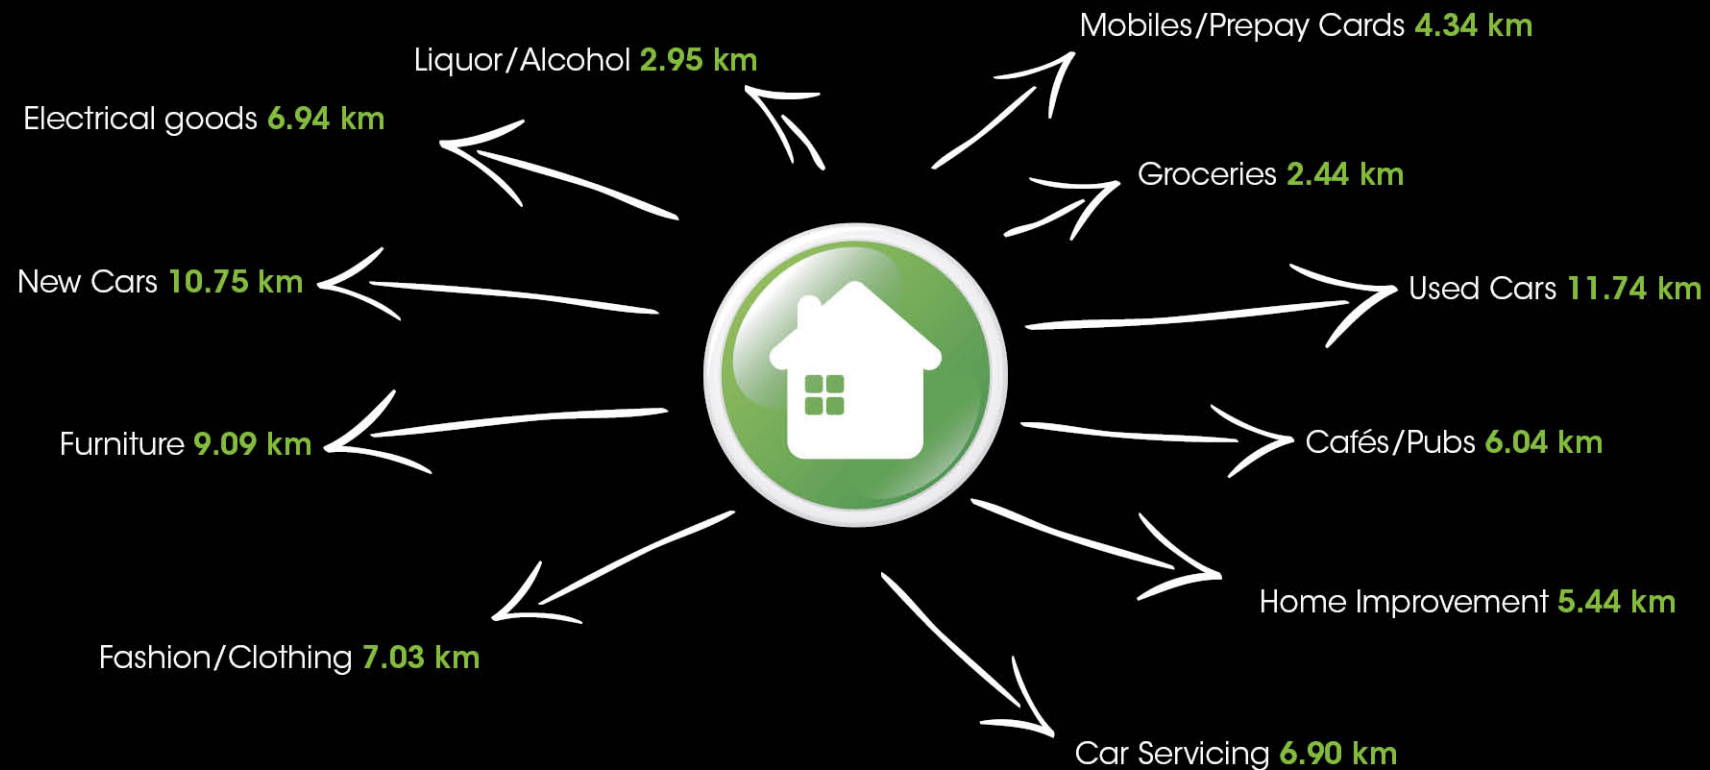 Mobiles/Prepay Cards 4.34 km
Liquor/Alcohol 2.95 km
Electrical goods 6.94 km
Groceries 2.44 km
New Cars 10.75 km
Used Cars 11.74 km
Furniture 9.09 km
Cafés/Pubs 6.04 km
Home Improvement 5.44 km
Fashion/Clothing 7.03 km
Car Servicing 6.90 km